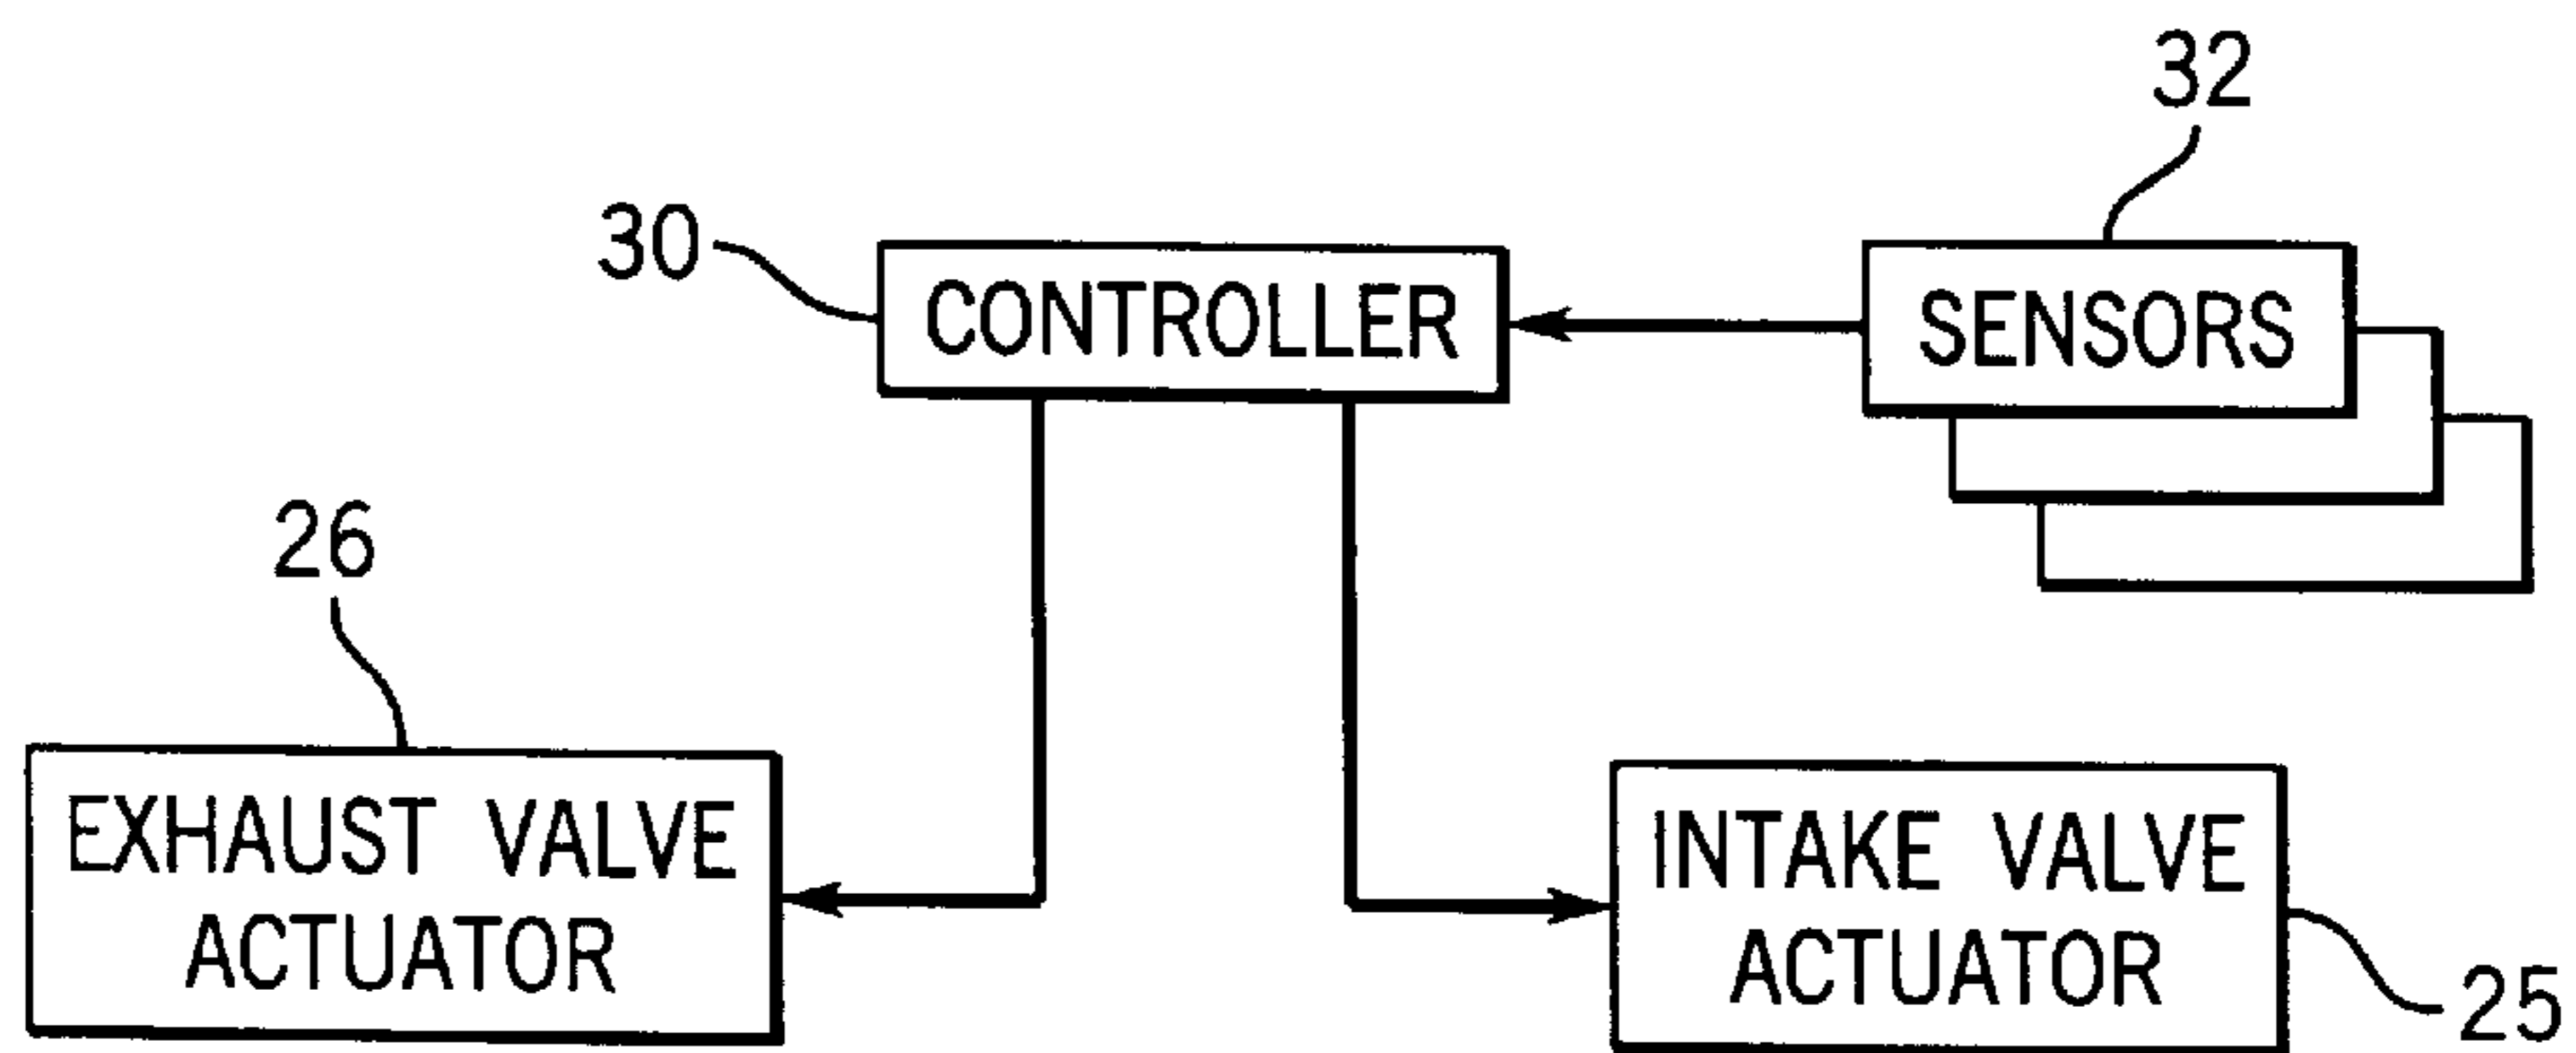 32
30
CONTROLLER
SENSORS
26
EXHAUST VALVE
ACTUATOR
INTAKE VALVE
ACTUATOR
25